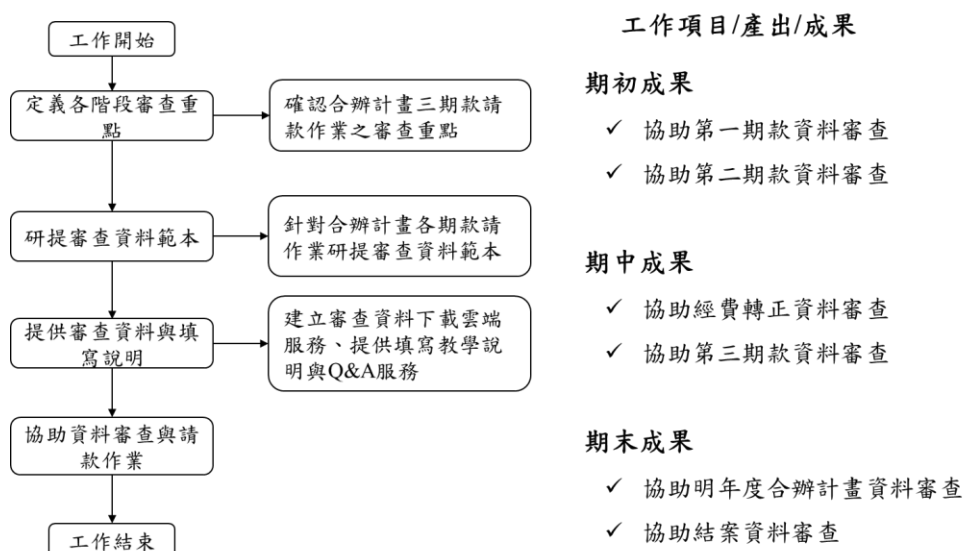 工作開始
定義各階段審查重
點
確認合辦計畫三期款請
款作業之審查重點
研提審查資料範本
針對合辦計畫各期款請
作業研提審查資料範本
提供審查資料與填
寫說明
建立審查資料下載雲端
服務、提供填寫教學說
明與Q&A服務
協助資料審查與請
款作業
工作結束
工作項目/產出/成果
期初成果
✓ 協助第一期款資料審查
✓ 協助第二期款資料審查
期中成果
✓ 協助經費轉正資料審查
✓ 協助第三期款資料審查
期末成果
✓ 協助明年度合辦計畫資料審查
✓ 協助結案資料審查